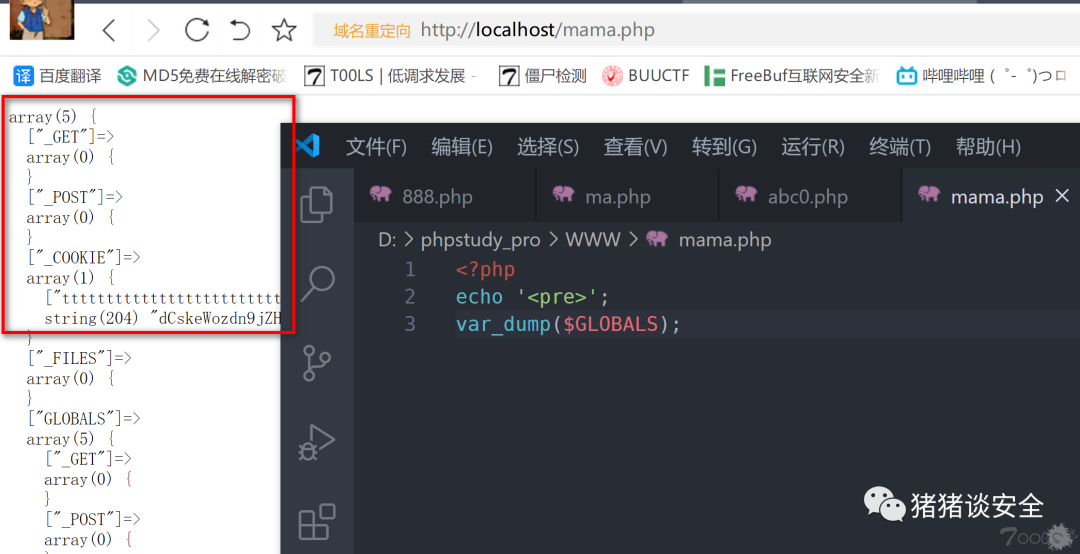 域名重定向 http://localhost/mama.php
译 百度翻译 MD5免费在线解密破 T00LS | 低调求发展 - 僵尸检测 BUUCTF FreeBuf互联网安全新 哔哩哔哩 (゜-゜)つロ
array(5) {
["_GET"]=>
array(0) {
}
["_POST"]=>
array(0) {
}
["_COOKIE"]=>
array(1) {
["tttttttttttttttttttttttttt
string(204) "dCskeWozdn9jZH
}
["_FILES"]=>
array(0) {
}
["GLOBALS"]=>
array(5) {
["_GET"]=>
array(0) {
}
["_POST"]=>
array(0) {
文件(F) 编辑(E) 选择(S) 查看(V) 转到(G) 运行(R) 终端(T) 帮助(H)
888.php ma.php abc0.php mama.php
D: > phpstudy_pro > WWW > mama.php
1 <?php
2 echo '<pre>';
3 var_dump($GLOBALS);
猪猪谈安全